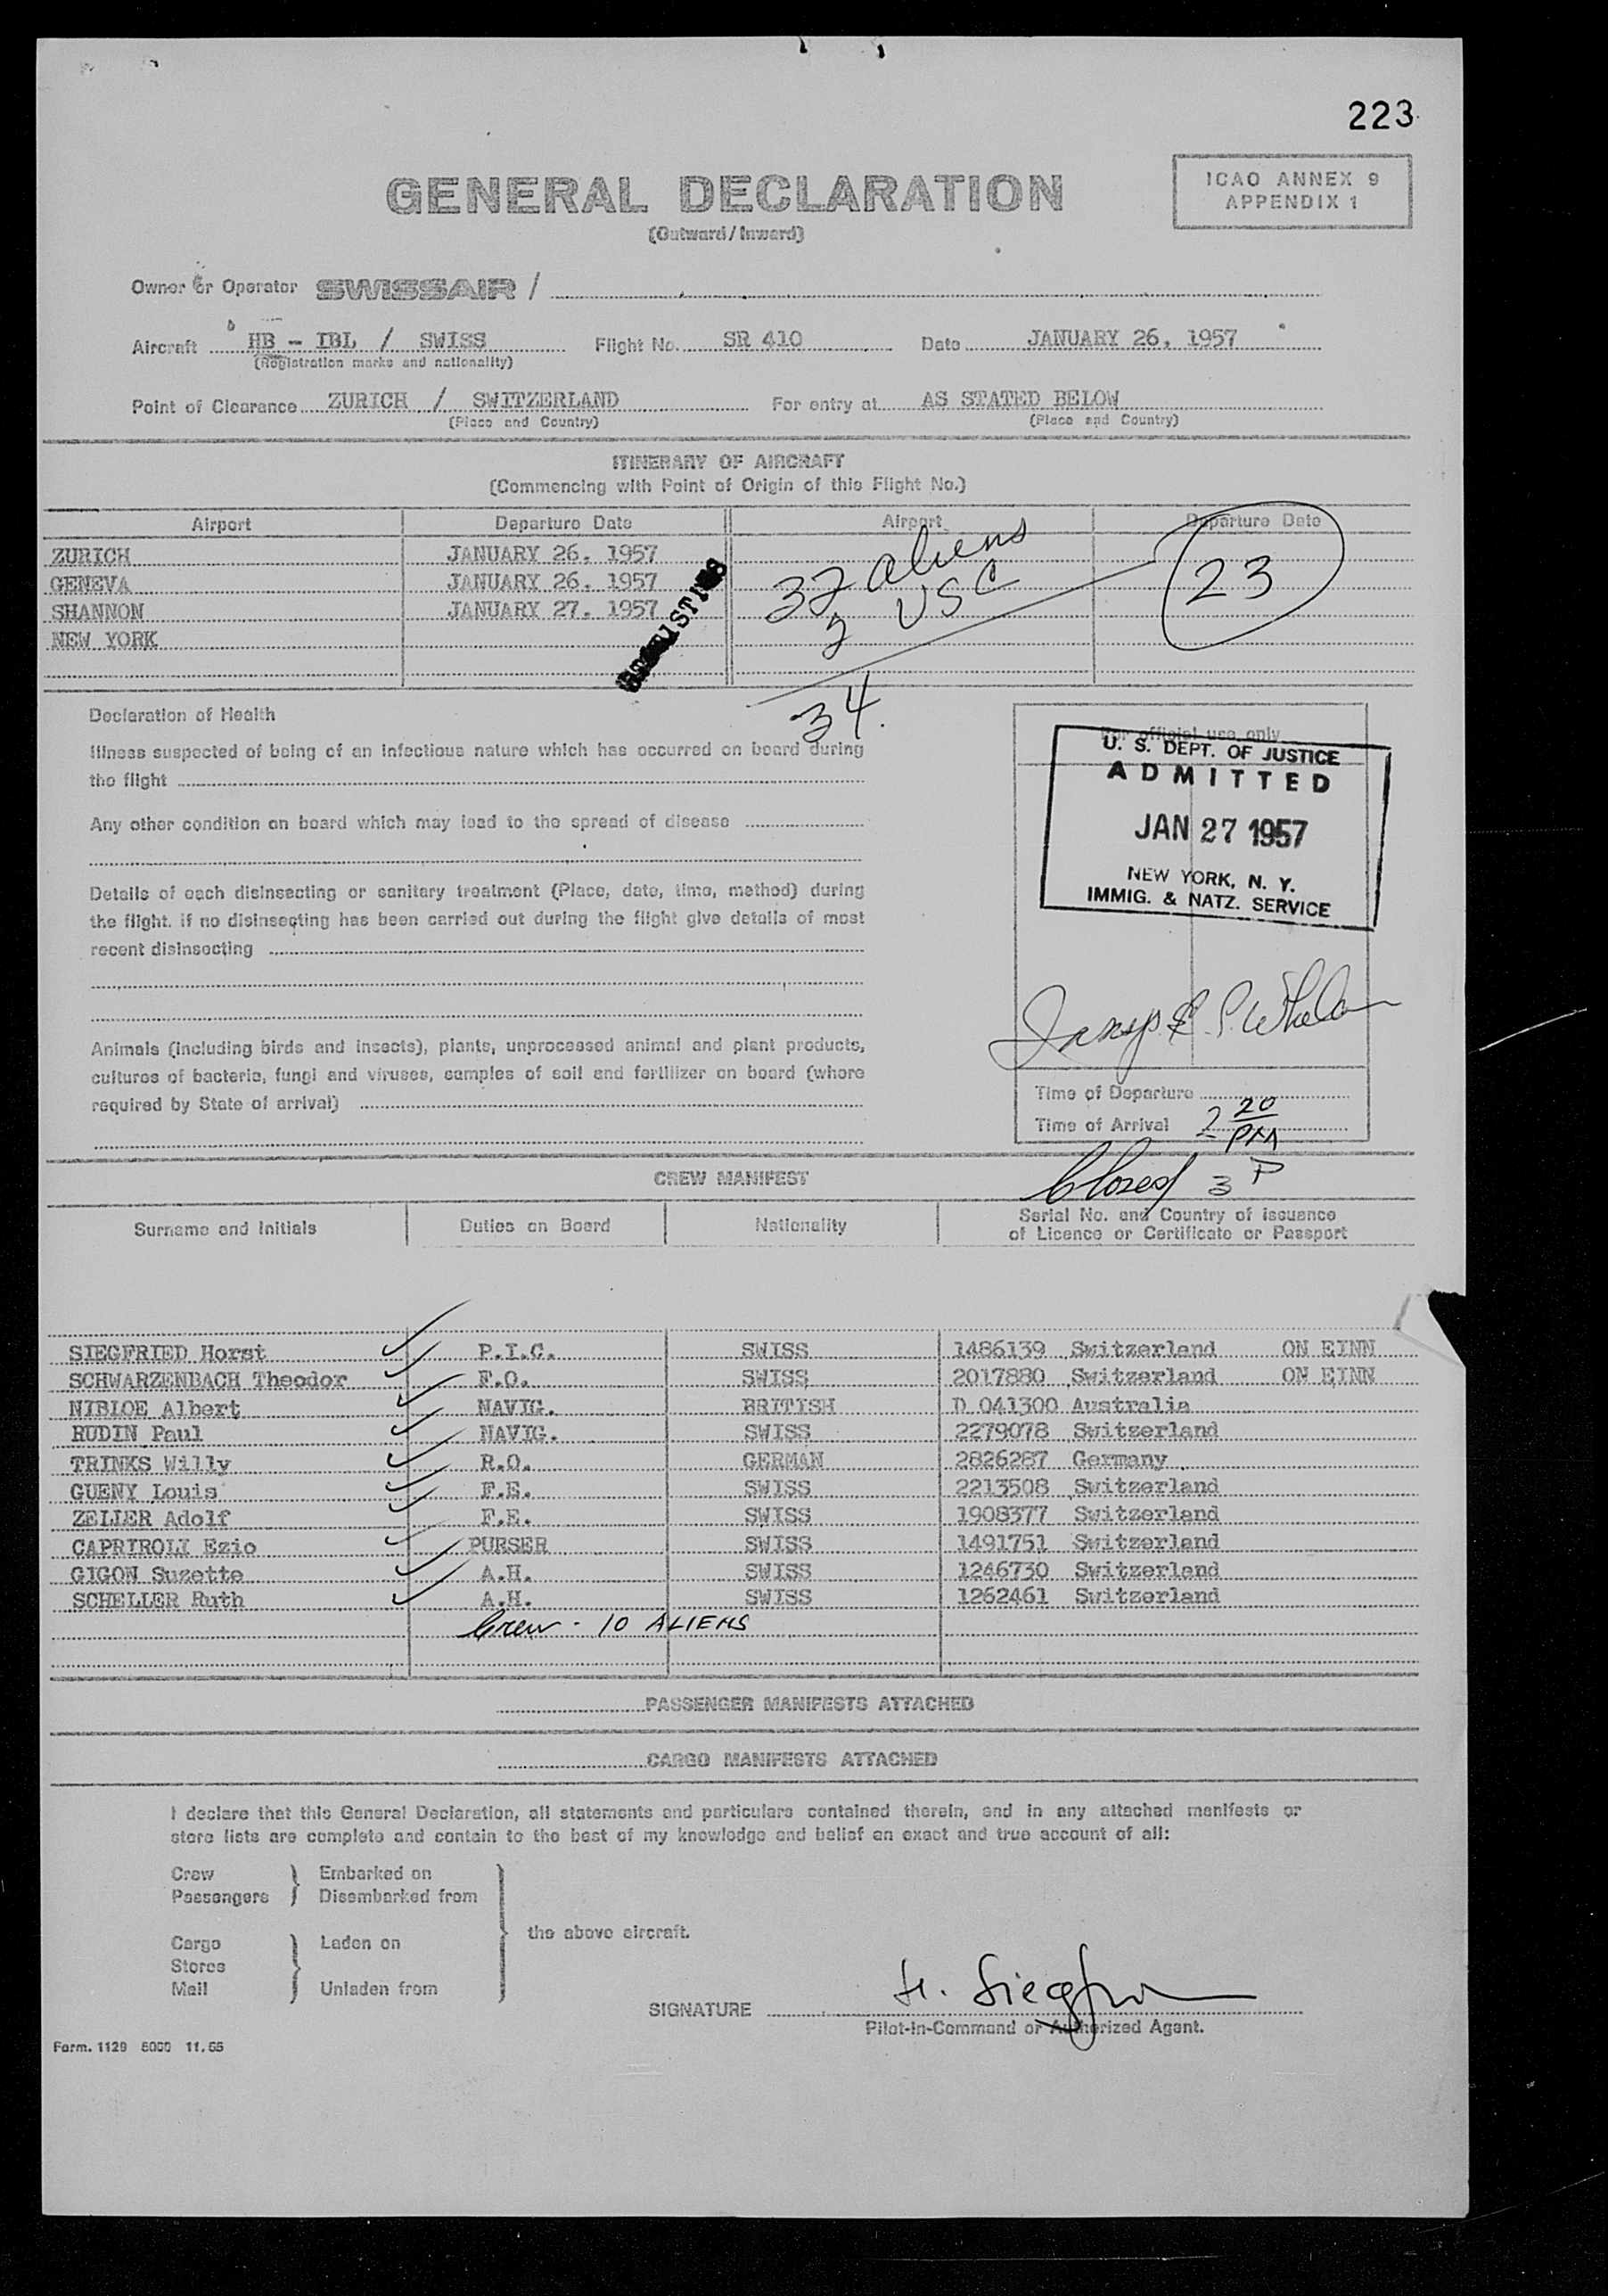 223
GENERAL DECLARATION
(Outward/Inward)
ICAO ANNEX 9
APPENDIX 1
Owner or Operator SWISSAIR /
Aircraft HB - IBL / SWISS Flight No. SR 410 Date JANUARY 26, 1957
(Registration marks and nationality)
Point of Clearance ZURICH / SWITZERLAND For entry at AS STATED BELOW
(Place and Country) (Place and Country)
ITINERARY OF AIRCRAFT
(Commencing with Point of Origin of this Flight No.)
Airport Departure Date Airport Departure Date
ZURICH JANUARY 26. 1957
GENEVA JANUARY 26. 1957
SHANNON JANUARY 27. 1957
NEW YORK
32 aliens
2 USC
34.
23
Declaration of Health
Illness suspected of being of an infectious nature which has occurred on board during
the flight
Any other condition on board which may lead to the spread of disease
Details of each disinsecting or sanitary treatment (Place, date, time, method) during
the flight. If no disinsecting has been carried out during the flight give details of most
recent disinsecting
Animals (including birds and insects), plants, unprocessed animal and plant products,
cultures of bacteria, fungi and viruses, samples of soil and fertilizer on board (where
required by State of arrival)
For official use only
U. S. DEPT. OF JUSTICE
ADMITTED
JAN 27 1957
NEW YORK, N. Y.
IMMIG. & NATZ. SERVICE
Time of Departure
Time of Arrival 2 20 PM
Closed 3 P
CREW MANIFEST
Surname and Initials Duties on Board Nationality Serial No. and Country of issuance
of Licence or Certificate or Passport
SIEGFRIED Horst P.I.C. SWISS 1486139 Switzerland ON EINN
SCHWARZENBACH Theodor F.O. SWISS 2017880 Switzerland ON EINN
NIBLOE Albert NAVIG. BRITISH D 041300 Australia
RUDIN Paul NAVIG. SWISS 2279078 Switzerland
TRINKS Willy R.O. GERMAN 2826287 Germany
GUENY Louis F.E. SWISS 2213508 Switzerland
ZELJER Adolf F.E. SWISS 1908377 Switzerland
CAPRIROLI Ezio PURSER SWISS 1491751 Switzerland
GIGON Suzette A.H. SWISS 1246730 Switzerland
SCHELLER Ruth A.H. SWISS 1262461 Switzerland
Crew - 10 ALIENS
PASSENGER MANIFESTS ATTACHED
CARGO MANIFESTS ATTACHED
I declare that this General Declaration, all statements and particulars contained therein, and in any attached manifests or
store lists are complete and contain to the best of my knowledge and belief an exact and true account of all:
Crew Embarked on
Passengers Disembarked from
the above aircraft.
Cargo Laden on
Stores
Mail Unladen from
SIGNATURE H. Siegfr
Pilot-in-Command or Authorized Agent.
Form. 1129 5000 11.56